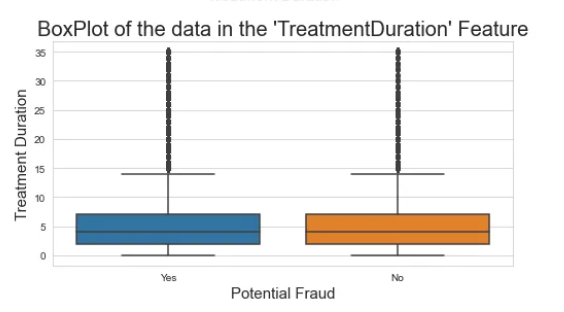 BoxPlot of the data in the 'TreatmentDuration' Feature
35
30
25
20
15
10
5
0
Treatment Duration
Yes
No
Potential Fraud